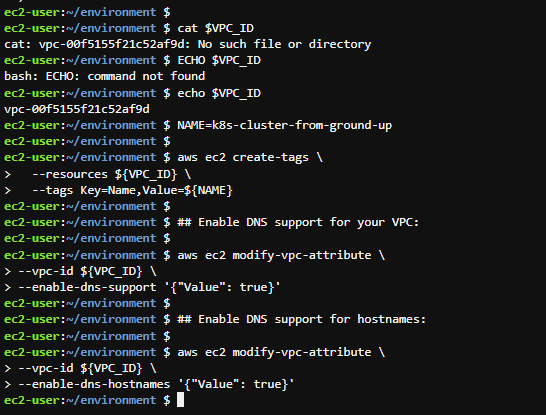 ec2-user:~/environment $
ec2-user:~/environment $ cat $VPC_ID
cat: vpc-00f5155f21c52af9d: No such file or directory
ec2-user:~/environment $ ECHO $VPC_ID
bash: ECHO: command not found
ec2-user:~/environment $ echo $VPC_ID
vpc-00f5155f21c52af9d
ec2-user:~/environment $ NAME=k8s-cluster-from-ground-up
ec2-user:~/environment $
ec2-user:~/environment $ aws ec2 create-tags \
>   --resources ${VPC_ID} \
>   --tags Key=Name,Value=${NAME}
ec2-user:~/environment $
ec2-user:~/environment $ ## Enable DNS support for your VPC:
ec2-user:~/environment $
ec2-user:~/environment $ aws ec2 modify-vpc-attribute \
> --vpc-id ${VPC_ID} \
> --enable-dns-support '{"Value": true}'
ec2-user:~/environment $
ec2-user:~/environment $ ## Enable DNS support for hostnames:
ec2-user:~/environment $
ec2-user:~/environment $ aws ec2 modify-vpc-attribute \
> --vpc-id ${VPC_ID} \
> --enable-dns-hostnames '{"Value": true}'
ec2-user:~/environment $